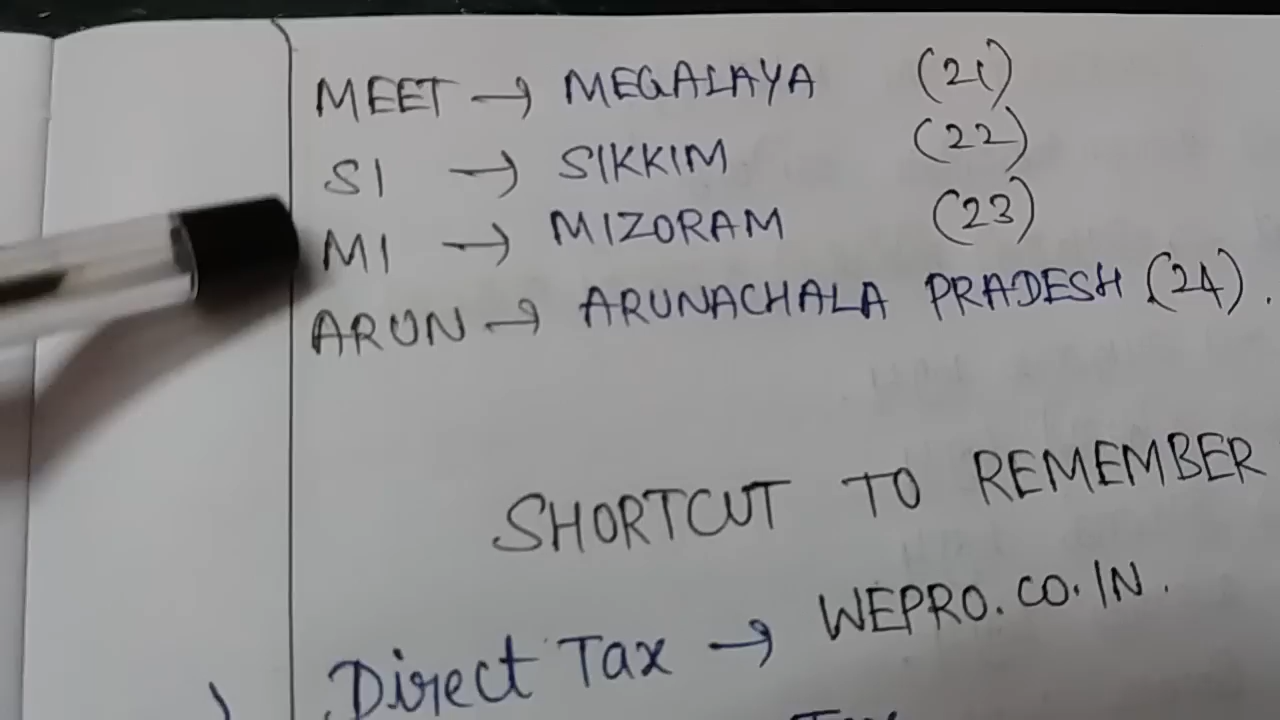 MEET → MEGALAYA (21)
SI → SIKKIM (22)
MI → MIZORAM (23)
ARUN → ARUNACHALA PRADESH (24).
SHORTCUT TO REMEMBER
Direct Tax → WEPRO.CO.IN.